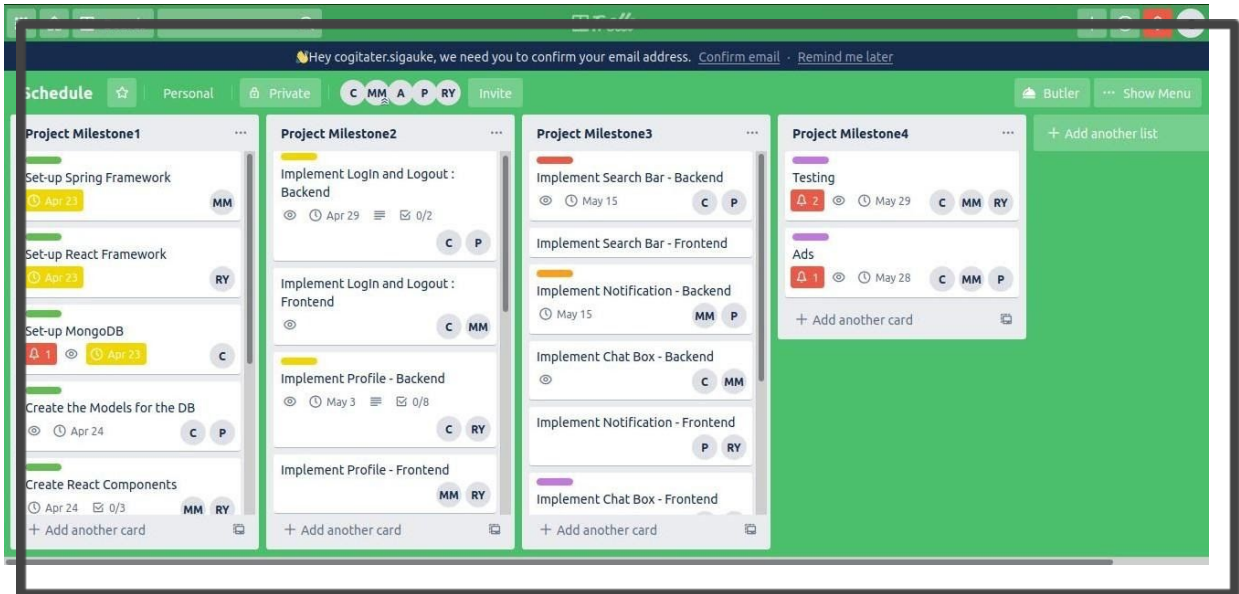 Hey cogitater.sigauke, we need you to confirm your email address. Confirm email · Remind me later
Schedule
Personal
Private
C MM A P RY
Invite
Butler
··· Show Menu
Project Milestone1 ···
Set-up Spring Framework
Apr 23
MM
Set-up React Framework
Apr 23
RY
Set-up MongoDB
1 Apr 23
C
Create the Models for the DB
Apr 24
C P
Create React Components
Apr 24 0/3
MM RY
+ Add another card
Project Milestone2 ···
Implement LogIn and Logout :
Backend
Apr 29 0/2
C P
Implement LogIn and Logout :
Frontend
C MM
Implement Profile - Backend
May 3 0/8
C RY
Implement Profile - Frontend
MM RY
+ Add another card
Project Milestone3 ···
Implement Search Bar - Backend
May 15
C P
Implement Search Bar - Frontend
Implement Notification - Backend
May 15
MM P
Implement Chat Box - Backend
C MM
Implement Notification - Frontend
P RY
Implement Chat Box - Frontend
+ Add another card
Project Milestone4 ···
Testing
2 May 29
C MM RY
Ads
1 May 28
C MM P
+ Add another card
+ Add another list